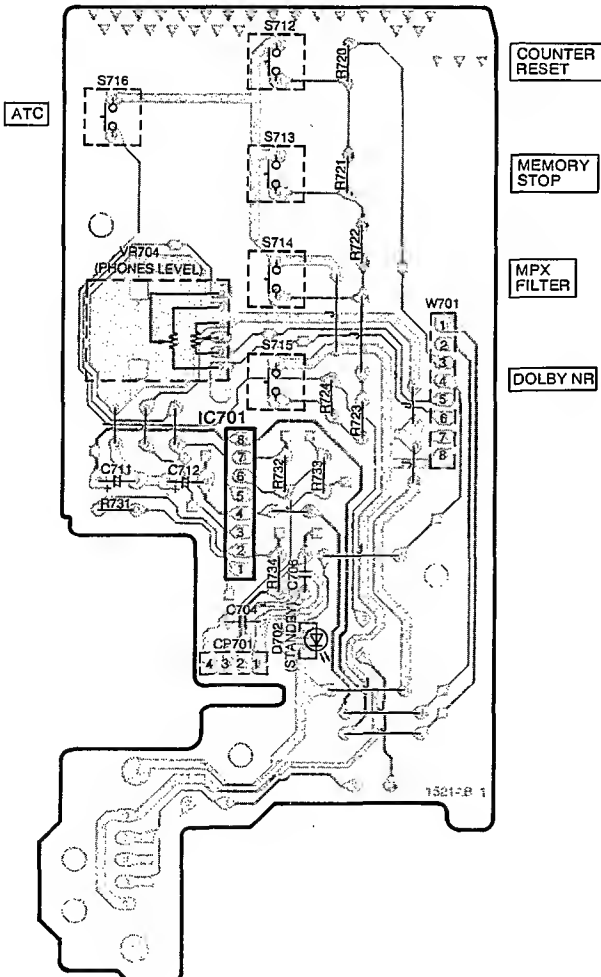 S712
COUNTER
RESET
R720
S716
ATC
S713
MEMORY
STOP
R721
R722
S714
VR704
(PHONES LEVEL)
MPX
FILTER
W701
1
2
3
4
5
6
7
8
S715
DOLBY NR
R724
R723
IC701
8
7
6
5
4
3
2
1
C711
C712
R732
R733
R731
R734
C706
C704
CP701
4 3 2 1
D702
(STANDBY)